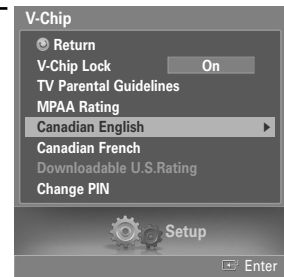 V-Chip
Return
V-Chip Lock On
TV Parental Guidelines
MPAA Rating
Canadian English
Canadian French
Downloadable U.S.Rating
Change PIN
Setup
Enter